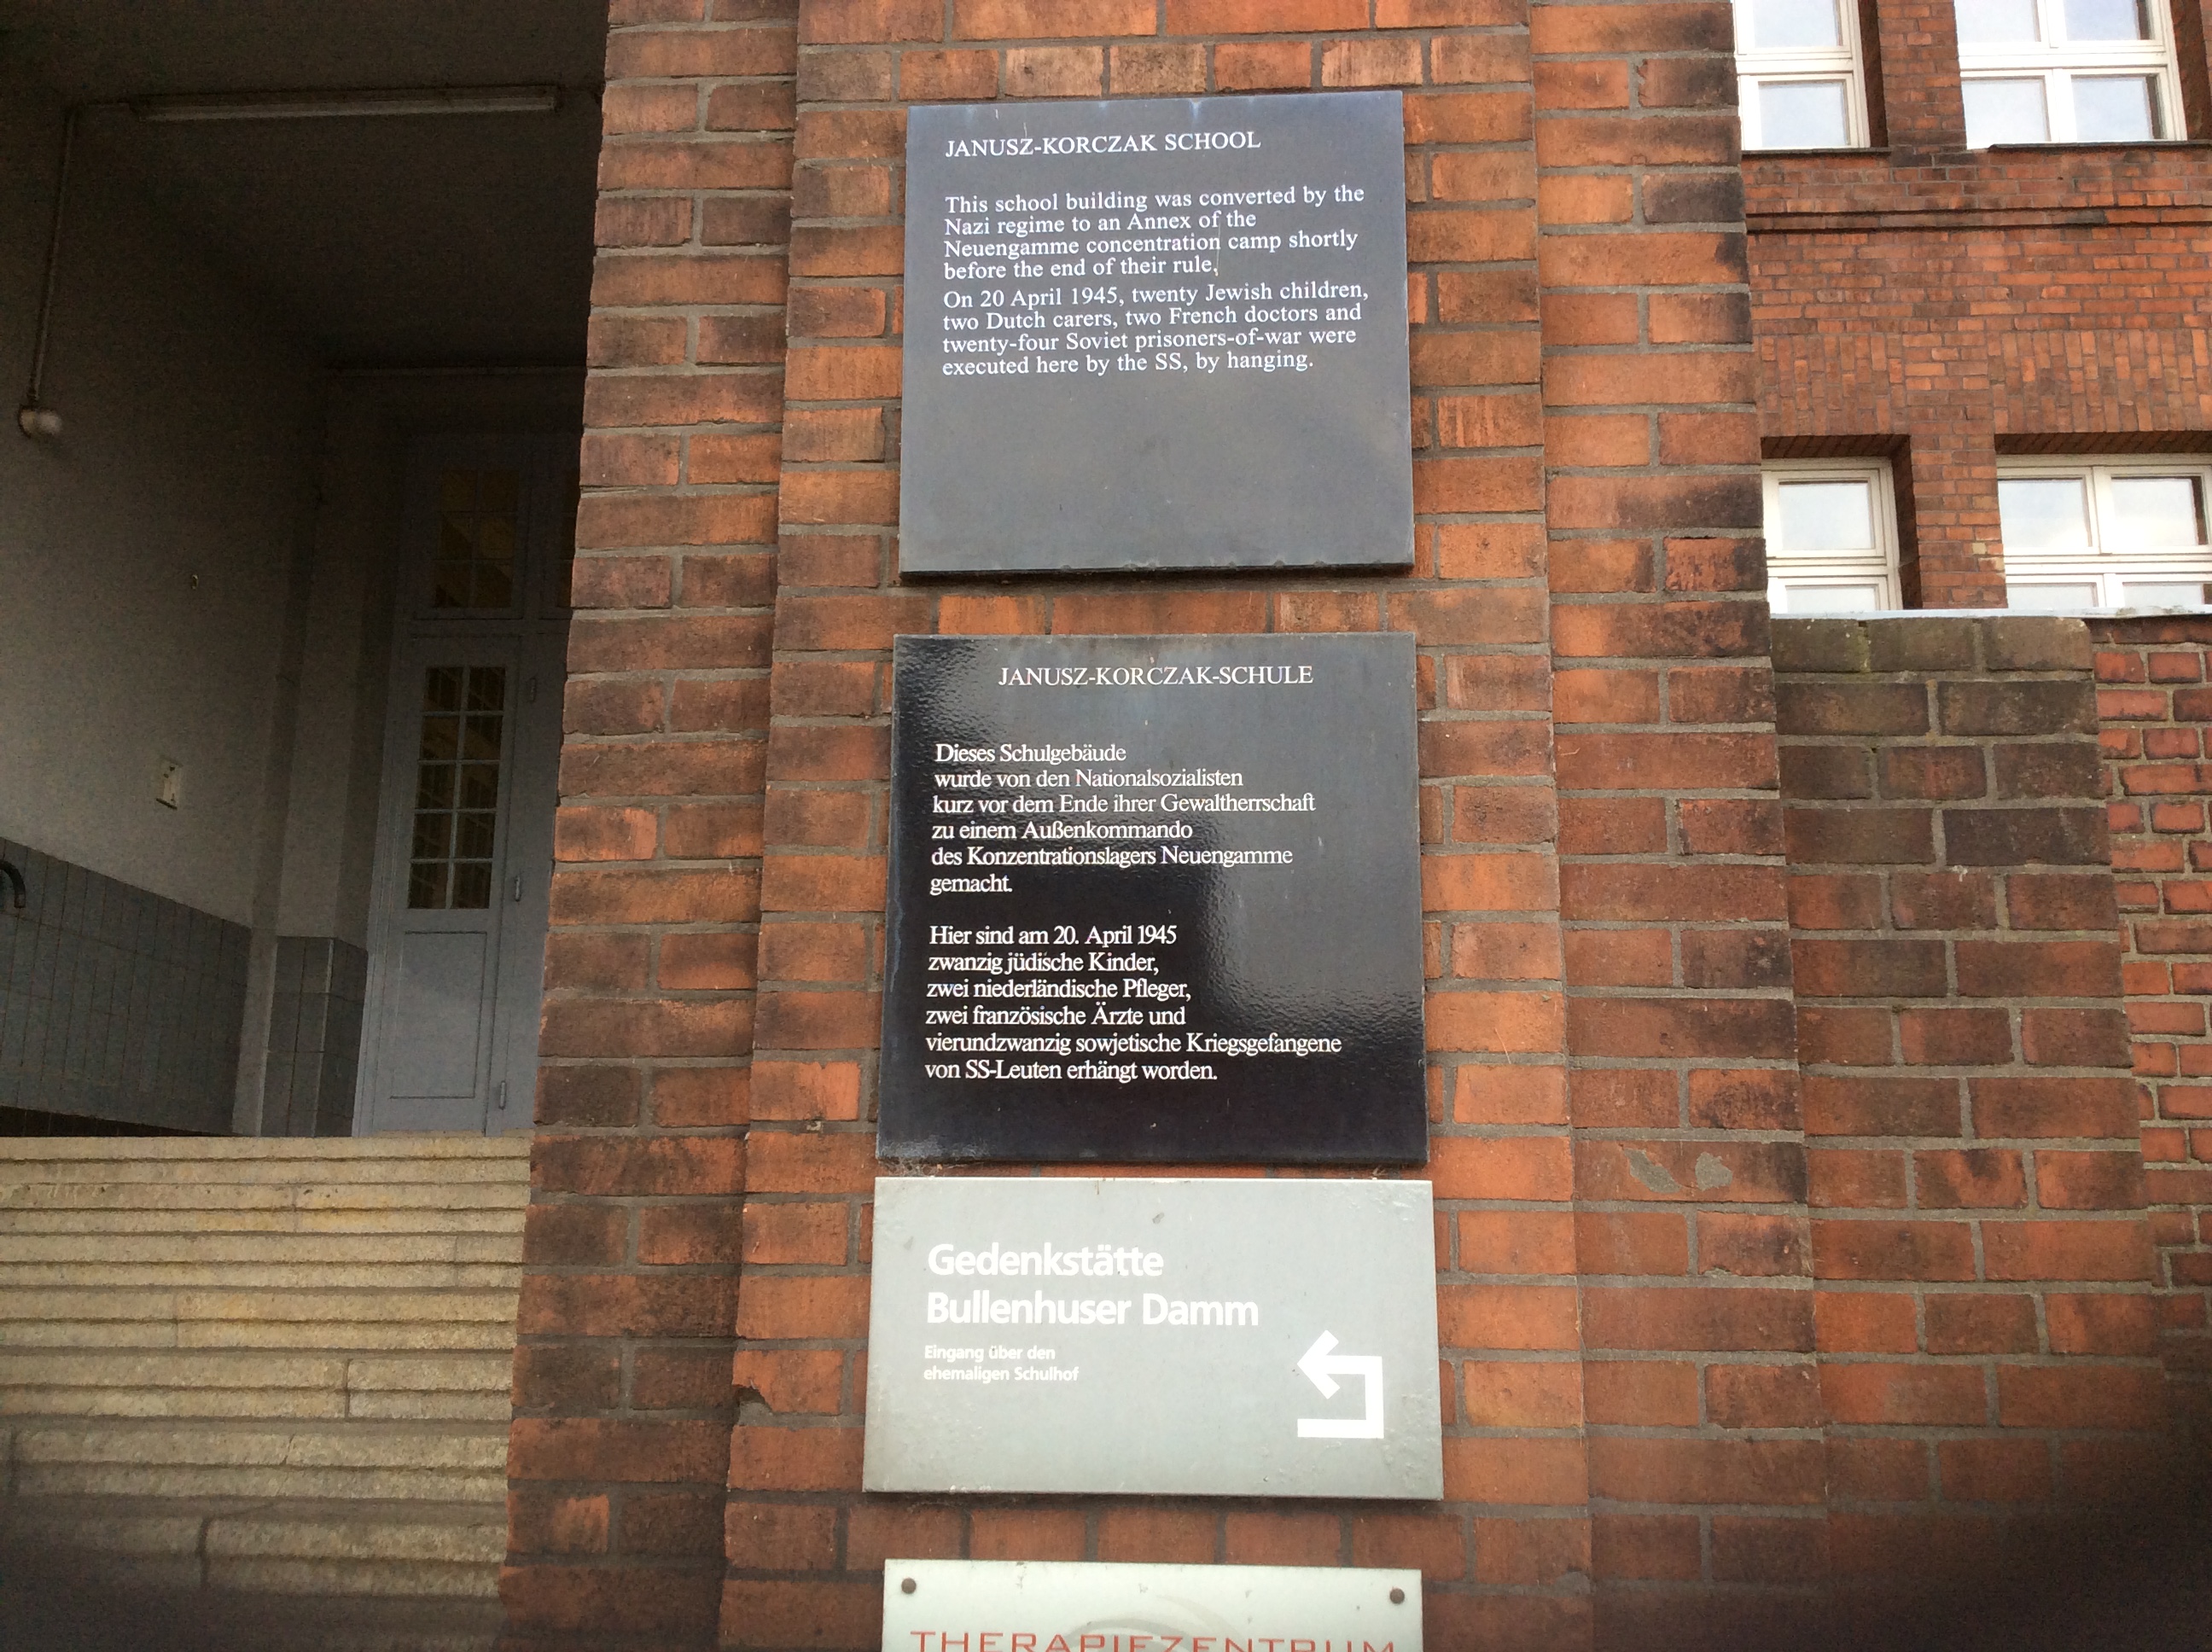 JANUSZ-KORCZAK SCHOOL
This school building was converted by the
Nazi regime to an Annex of the
Neuengamme concentration camp shortly
before the end of their rule,
On 20 April 1945, twenty Jewish children,
two Dutch carers, two French doctors and
twenty-four Soviet prisoners-of-war were
executed here by the SS, by hanging.
JANUSZ-KORCZAK-SCHULE
Dieses Schulgebäude
wurde von den Nationalsozialisten
kurz vor dem Ende ihrer Gewaltherrschaft
zu einem Außenkommando
des Konzentrationslagers Neuengamme
gemacht.
Hier sind am 20. April 1945
zwanzig jüdische Kinder,
zwei niederländische Pfleger,
zwei französische Ärzte und
vierundzwanzig sowjetische Kriegsgefangene
von SS-Leuten erhängt worden.
Gedenkstätte
Bullenhuser Damm
Eingang über den
ehemaligen Schulhof
THERAPIEZENTRUM